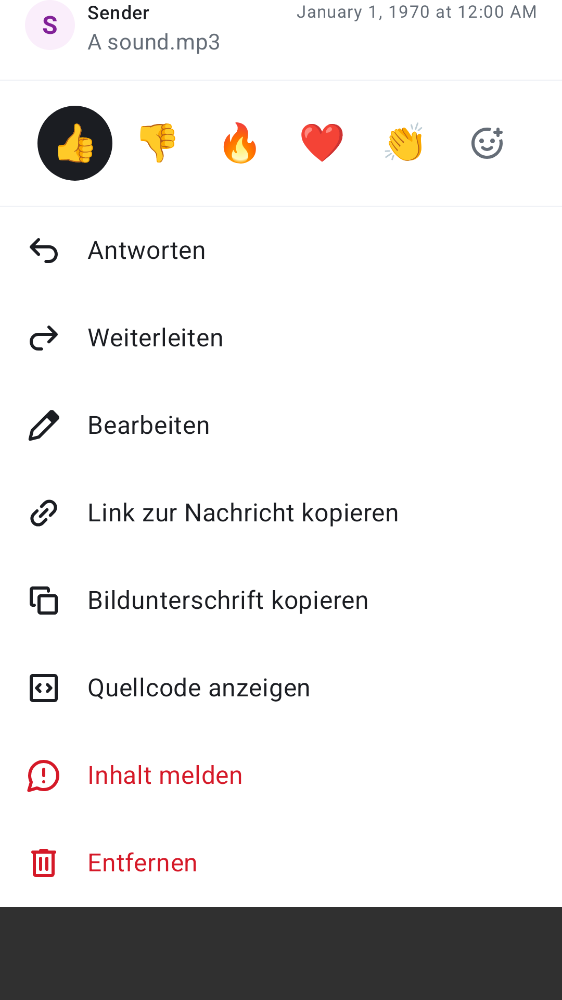 S
Sender
January 1, 1970 at 12:00 AM
A sound.mp3
Antworten
Weiterleiten
Bearbeiten
Link zur Nachricht kopieren
Bildunterschrift kopieren
Quellcode anzeigen
Inhalt melden
Entfernen